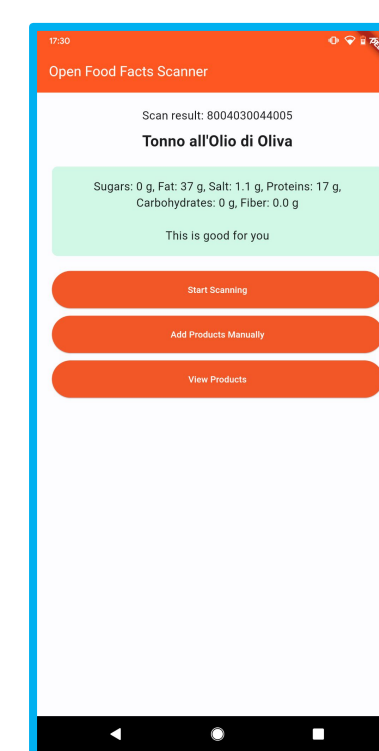 17:30
Open Food Facts Scanner
Scan result: 8004030044005
Tonno all'Olio di Oliva
Sugars: 0 g, Fat: 37 g, Salt: 1.1 g, Proteins: 17 g,
Carbohydrates: 0 g, Fiber: 0.0 g
This is good for you
Start Scanning
Add Products Manually
View Products